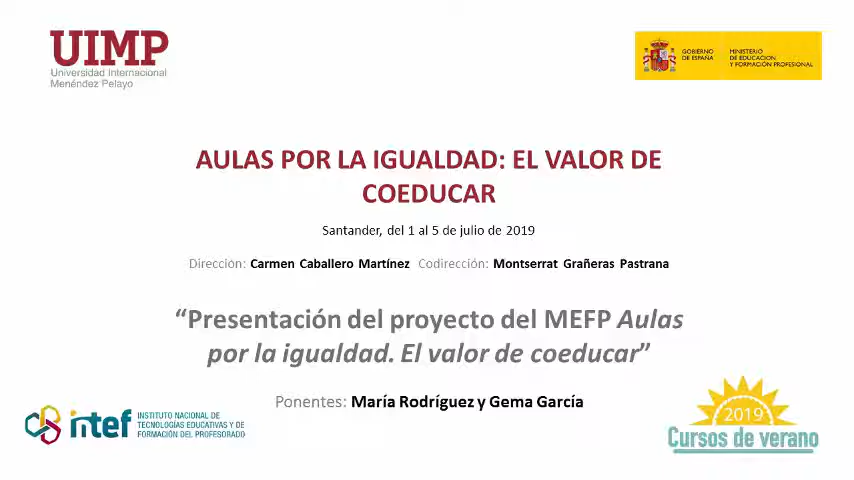 UIMP
Universidad Internacional
Menéndez Pelayo
GOBIERNO
DE ESPAÑA
MINISTERIO
DE EDUCACIÓN
Y FORMACIÓN PROFESIONAL
AULAS POR LA IGUALDAD: EL VALOR DE
COEDUCAR
Santander, del 1 al 5 de julio de 2019
Dirección: Carmen Caballero Martínez Codirección: Montserrat Grañeras Pastrana
“Presentación del proyecto del MEFP Aulas
por la igualdad. El valor de coeducar”
Ponentes: María Rodríguez y Gema García
intef
INSTITUTO NACIONAL DE
TECNOLOGÍAS EDUCATIVAS Y DE
FORMACIÓN DEL PROFESORADO
2019
Cursos de verano